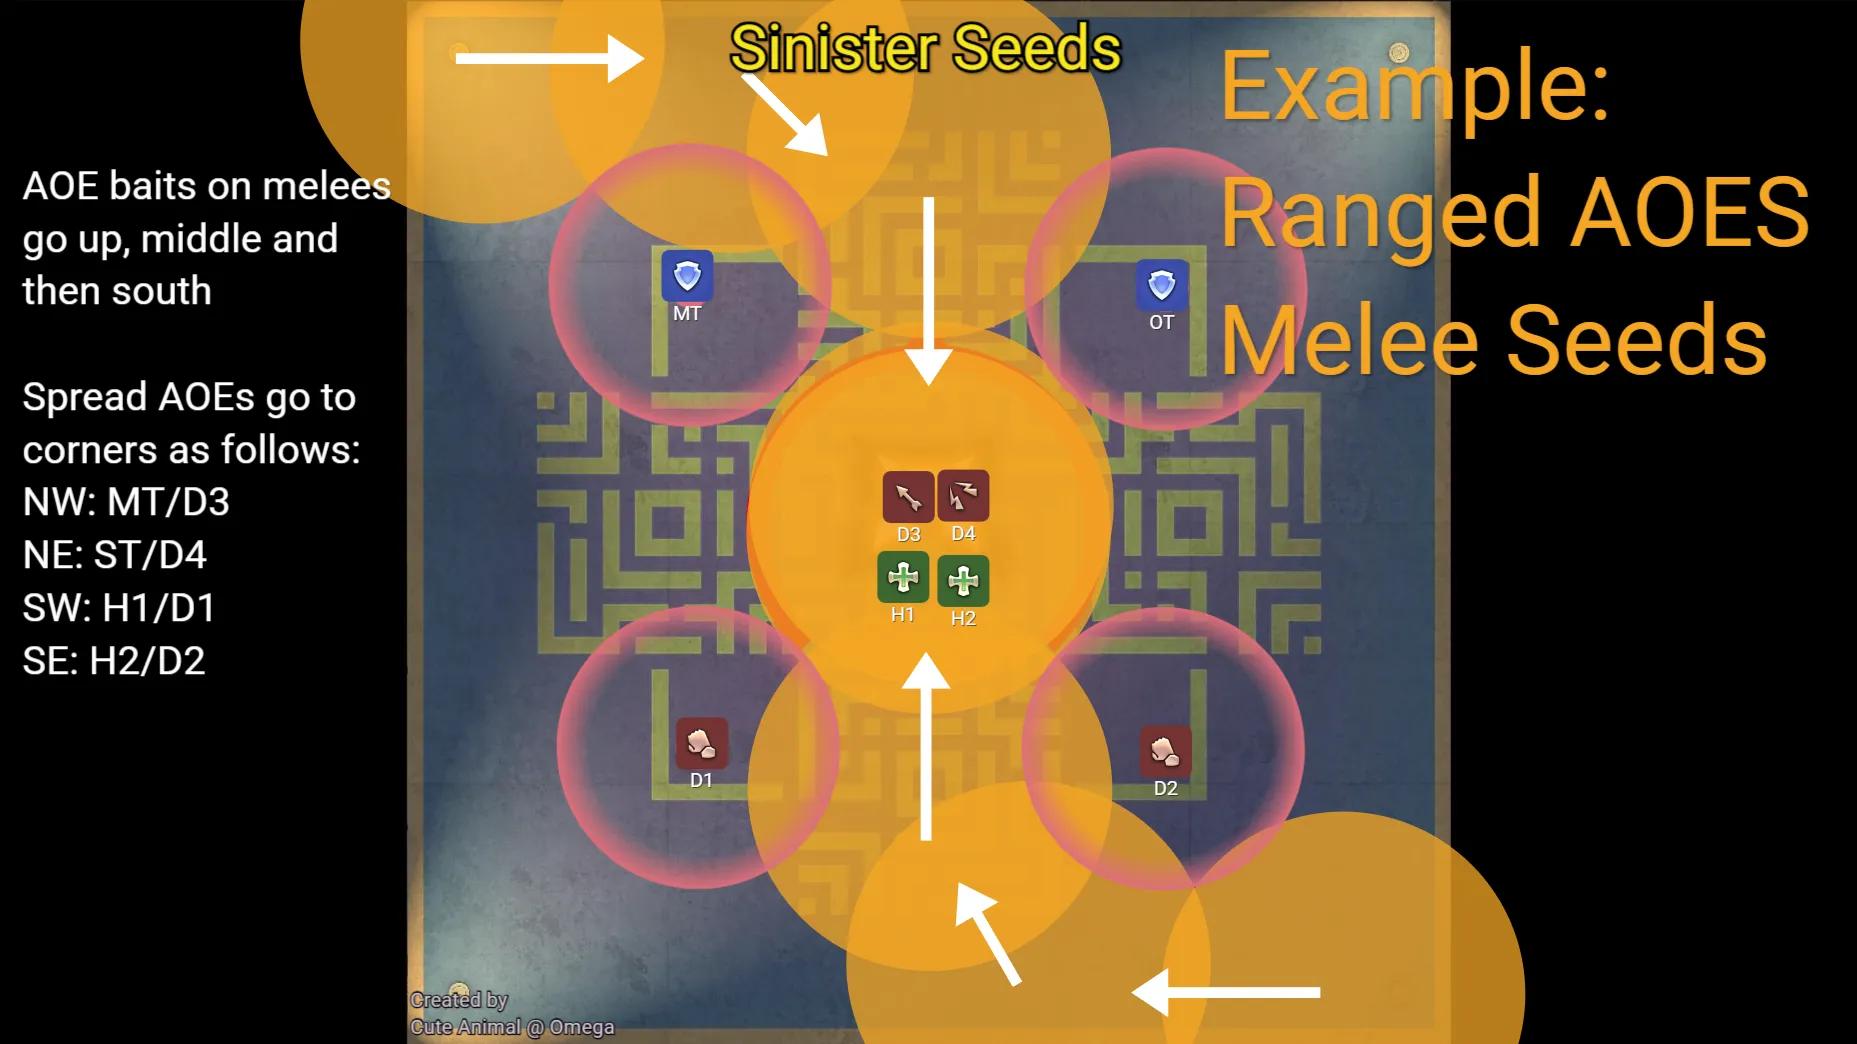 Sinister Seeds
Example:
Ranged AOES
Melee Seeds
AOE baits on melees
go up, middle and
then south
Spread AOEs go to
corners as follows:
NW: MT/D3
NE: ST/D4
SW: H1/D1
SE: H2/D2
MT
OT
D3
D4
H1
H2
D1
D2
Created by
Cute Animal @ Omega